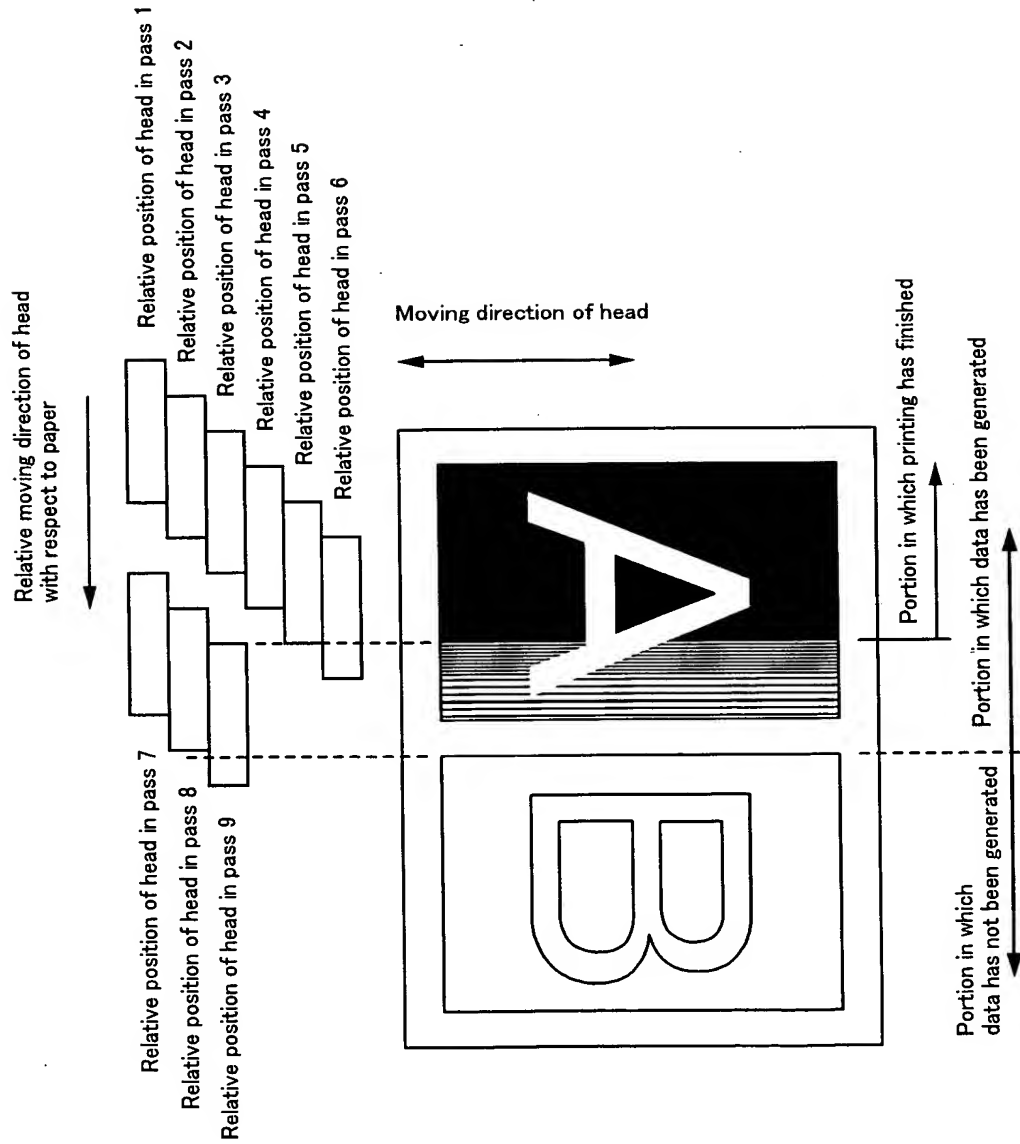 Relative moving direction of head
with respect to paper
Relative position of head in pass 1
Relative position of head in pass 2
Relative position of head in pass 3
Relative position of head in pass 4
Relative position of head in pass 5
Relative position of head in pass 6
Relative position of head in pass 7
Relative position of head in pass 8
Relative position of head in pass 9
Moving direction of head
A
B
Portion in which printing has finished
Portion in which data has been generated
Portion in which
data has not been generated